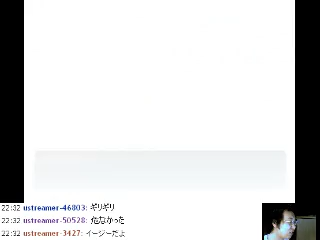 22:32 ustreamer-46803: ギリギリ
22:32 ustreamer-50528: 危なかった
22:32 ustreamer-3427: イージーだよ